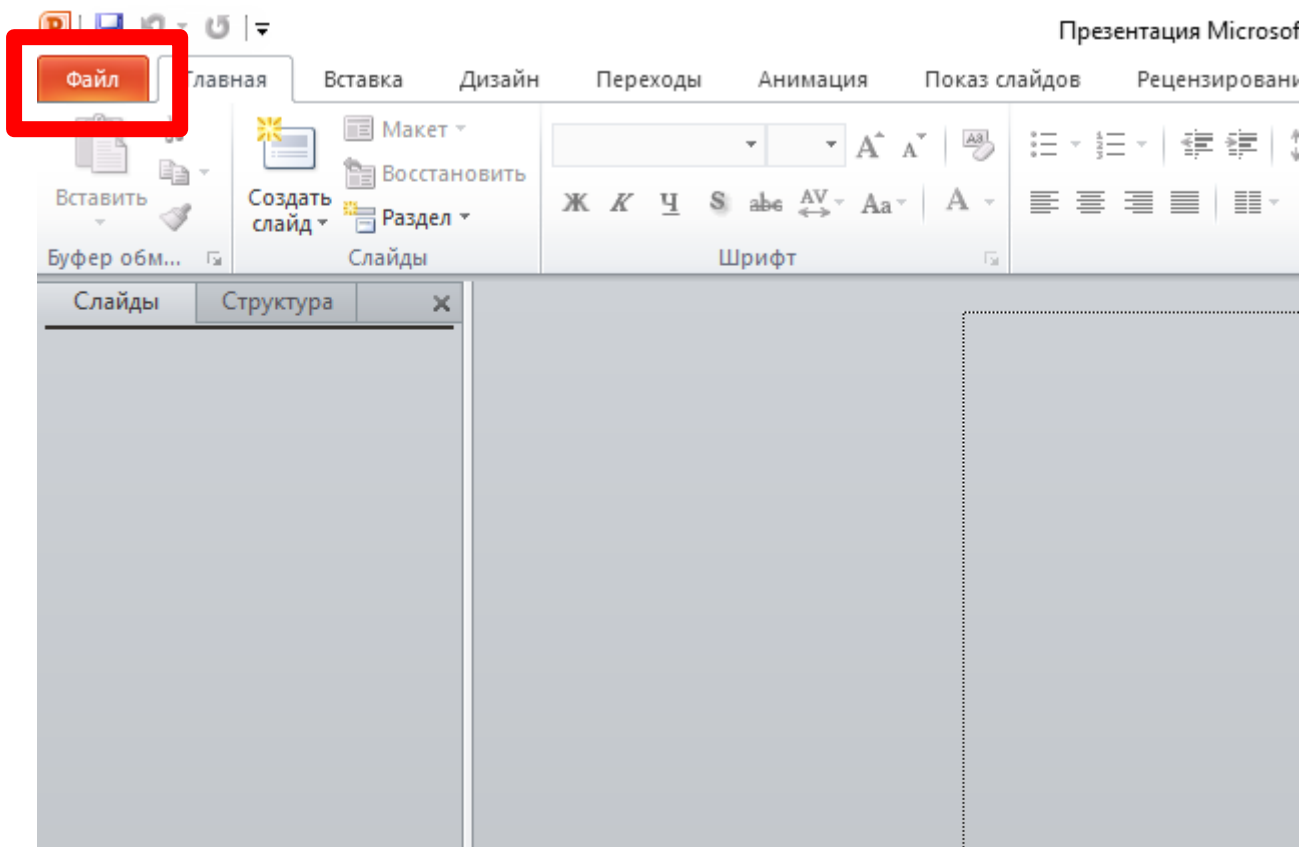 Презентация Microsof
Файл Главная Вставка Дизайн Переходы Анимация Показ слайдов Рецензировани
Макет
Восстановить
Раздел
Вставить
Создать
слайд
Ж К Ч S abc AV Aa A
Буфер обм... Слайды Шрифт
Слайды Структура